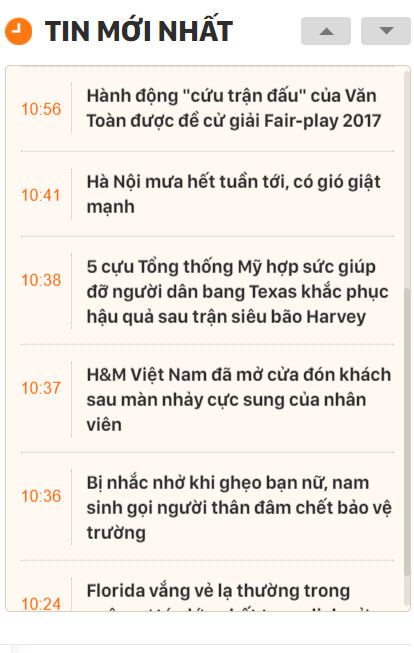 TIN MỚI NHẤT
10:56
Hành động "cứu trận đấu" của Văn
Toàn được đề cử giải Fair-play 2017
10:41
Hà Nội mưa hết tuần tới, có gió giật
mạnh
10:38
5 cựu Tổng thống Mỹ hợp sức giúp
đỡ người dân bang Texas khắc phục
hậu quả sau trận siêu bão Harvey
10:37
H&M Việt Nam đã mở cửa đón khách
sau màn nhảy cực sung của nhân
viên
10:36
Bị nhắc nhở khi ghẹo bạn nữ, nam
sinh gọi người thân đâm chết bảo vệ
trường
10:24
Florida vắng vẻ lạ thường trong